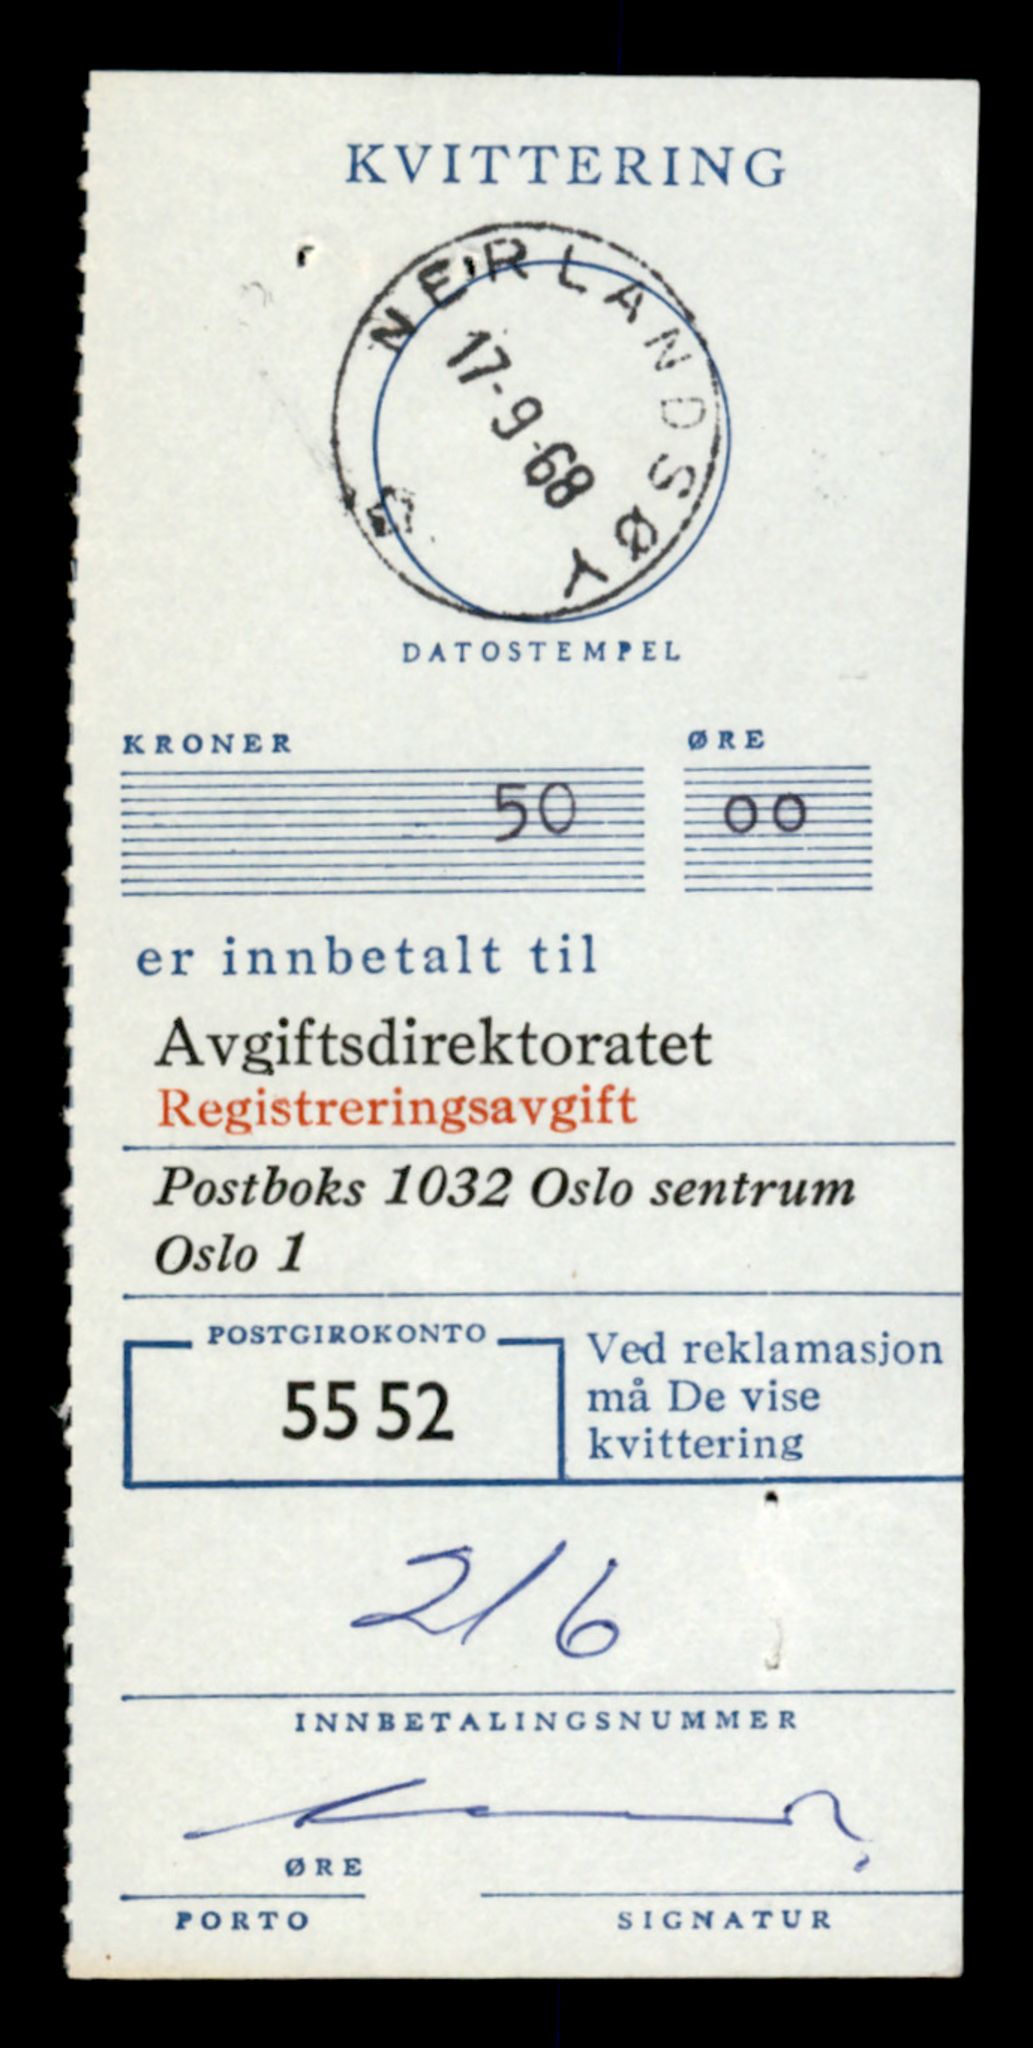 KVITTERING
NERLANDSØY
17-9-68
DATOSTEMPEL
KRONER ØRE
50 00
er innbetalt til
Avgiftsdirektoratet
Registreringsavgift
Postboks 1032 Oslo sentrum
Oslo 1
POSTGIROKONTO
55 52
Ved reklamasjon
må De vise
kvittering
216
INNBETALINGSNUMMER
ØRE
PORTO SIGNATUR